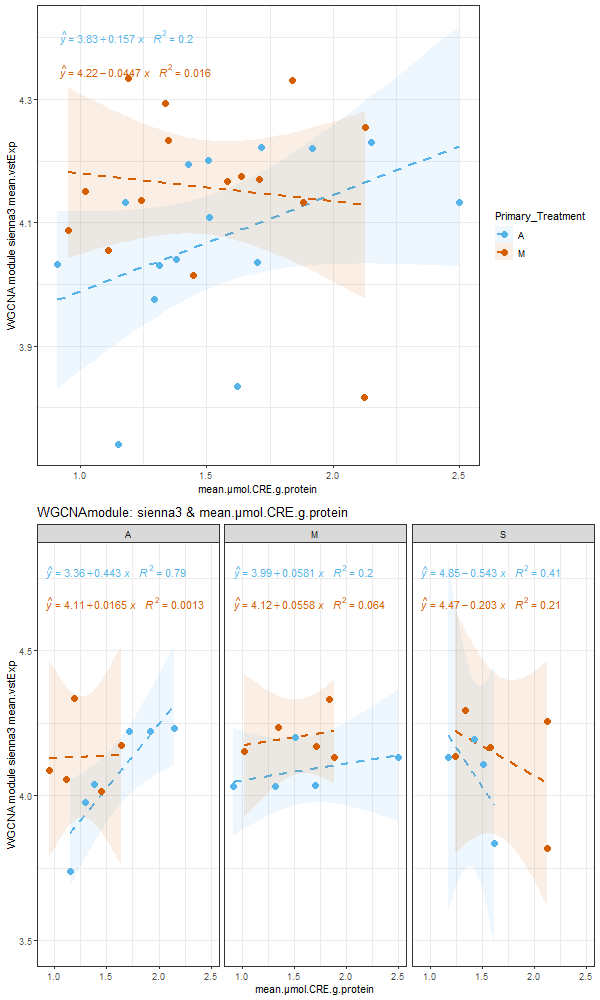 ŷ = 3.83 + 0.157 x R² = 0.2
ŷ = 4.22 − 0.0447 x R² = 0.016
WGCNA module sienna3 mean.vstExp
4.3
4.1
3.9
1.0 1.5 2.0 2.5
mean.µmol.CRE.g.protein
Primary_Treatment
A
M
WGCNAmodule: sienna3 & mean.µmol.CRE.g.protein
A M S
ŷ = 3.36 + 0.443 x R² = 0.79 ŷ = 3.99 + 0.0581 x R² = 0.2 ŷ = 4.85 − 0.543 x R² = 0.41
ŷ = 4.11 + 0.0165 x R² = 0.0013 ŷ = 4.12 + 0.0558 x R² = 0.064 ŷ = 4.47 − 0.203 x R² = 0.21
WGCNA module sienna3 mean.vstExp
4.5
4.0
3.5
1.0 1.5 2.0 2.5 1.0 1.5 2.0 2.5 1.0 1.5 2.0 2.5
mean.µmol.CRE.g.protein